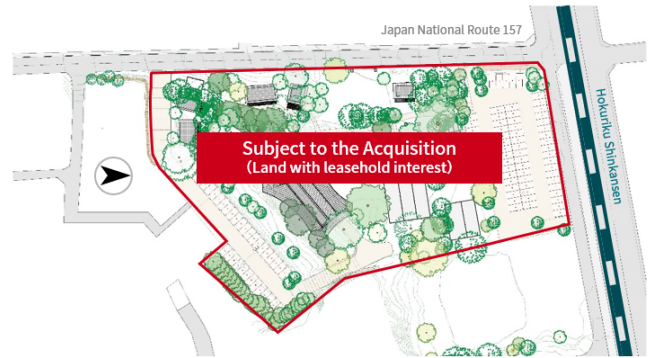 Japan National Route 157
Subject to the Acquisition
(Land with leasehold interest)
Hokuriku Shinkansen